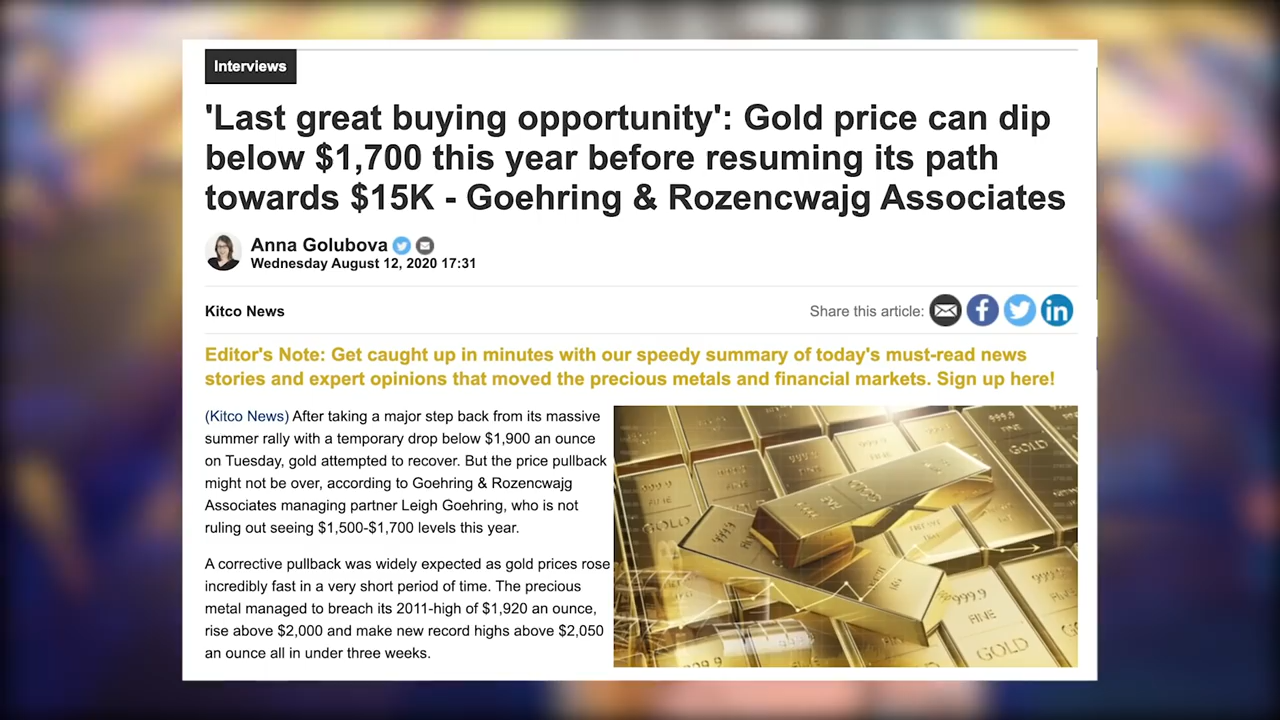 Interviews
'Last great buying opportunity': Gold price can dip
below $1,700 this year before resuming its path
towards $15K - Goehring & Rozencwajg Associates
Anna Golubova
Wednesday August 12, 2020 17:31
Kitco News
Share this article:
Editor's Note: Get caught up in minutes with our speedy summary of today's must-read news
stories and expert opinions that moved the precious metals and financial markets. Sign up here!
(Kitco News) After taking a major step back from its massive
summer rally with a temporary drop below $1,900 an ounce
on Tuesday, gold attempted to recover. But the price pullback
might not be over, according to Goehring & Rozencwajg
Associates managing partner Leigh Goehring, who is not
ruling out seeing $1,500-$1,700 levels this year.
A corrective pullback was widely expected as gold prices rose
incredibly fast in a very short period of time. The precious
metal managed to breach its 2011-high of $1,920 an ounce,
rise above $2,000 and make new record highs above $2,050
an ounce all in under three weeks.
999.9
FINE
GOLD